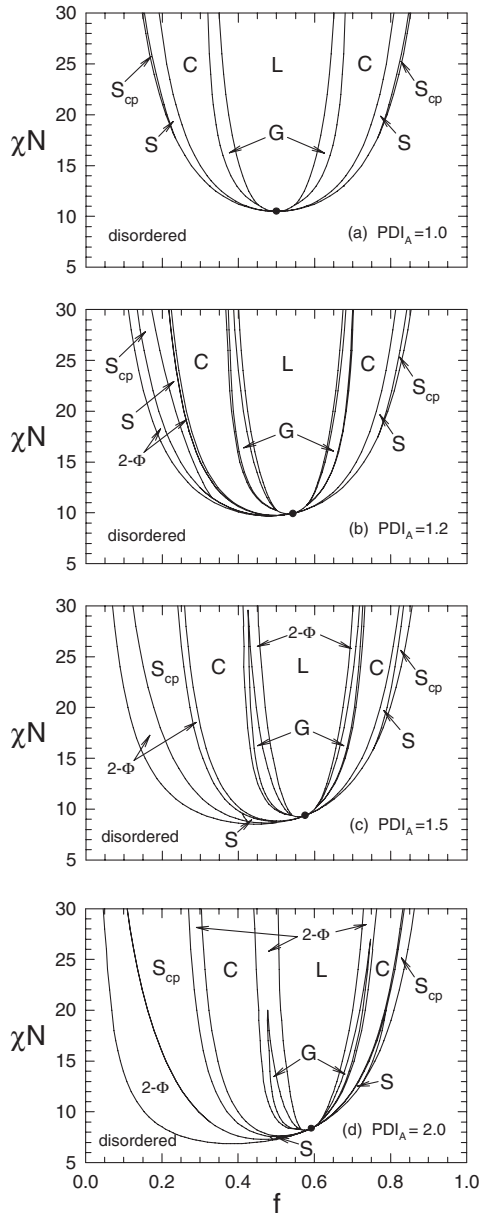 30
25
20
15
10
5
χN
S_cp
S
C
L
C
S_cp
S
G
disordered
(a) PDI_A=1.0
30
25
20
15
10
5
χN
S_cp
S
2-Φ
C
L
C
S_cp
S
G
disordered
(b) PDI_A=1.2
30
25
20
15
10
5
χN
2-Φ
S_cp
C
L
C
S_cp
S
G
2-Φ
S
disordered
(c) PDI_A=1.5
30
25
20
15
10
5
χN
2-Φ
S_cp
C
L
C
S_cp
G
S
2-Φ
S
disordered
(d) PDI_A = 2.0
0.0 0.2 0.4 0.6 0.8 1.0
f